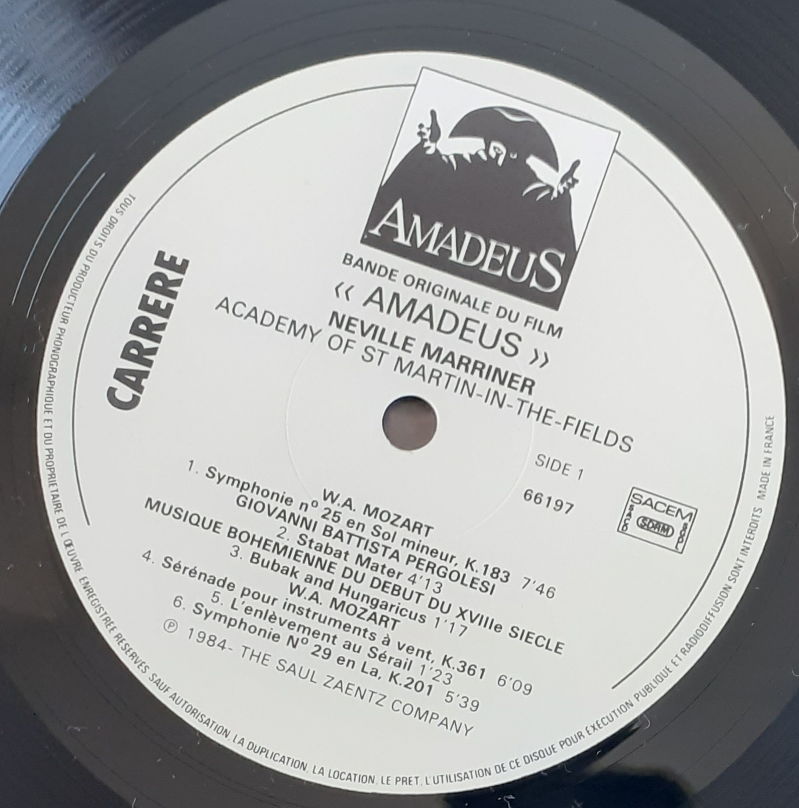 AMADEUS
BANDE ORIGINALE DU FILM
« AMADEUS »
NEVILLE MARRINER
ACADEMY OF ST MARTIN-IN-THE-FIELDS
CARRERE
SIDE 1
66197
SACEM
SACD
SDRM
SGDL
W.A. MOZART
1. Symphonie nº 25 en Sol mineur, K.183 7'46
GIOVANNI BATTISTA PERGOLESI
2. Stabat Mater 4'13
MUSIQUE BOHEMIENNE DU DEBUT DU XVIIIe SIECLE
3. Bubak and Hungaricus 1'17
W.A. MOZART
4. Sérénade pour instruments à vent, K.361 6'09
5. L'enlèvement au Sérail 1'23
6. Symphonie Nº 29 en La, K.201 5'39
℗ 1984- THE SAUL ZAENTZ COMPANY
TOUS DROITS DU PRODUCTEUR PHONOGRAPHIQUE ET DU PROPRIETAIRE DE L'ŒUVRE ENREGISTREE RESERVES SAUF AUTORISATION, LA DUPLICATION, LA LOCATION, LE PRET, L'UTILISATION DE CE DISQUE POUR EXECUTION PUBLIQUE ET RADIODIFFUSION SONT INTERDITS MADE IN FRANCE